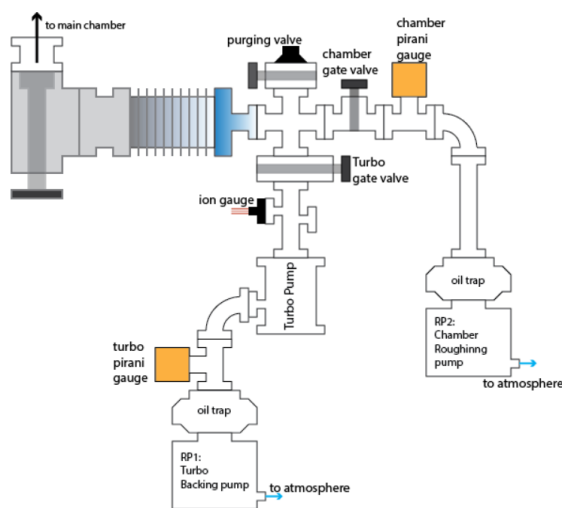 to main chamber
purging valve
chamber
gate valve
chamber
pirani
gauge
Turbo
gate valve
ion gauge
Turbo Pump
oil trap
RP2:
Chamber
Roughinng
pump
to atmosphere
turbo
pirani
gauge
oil trap
RP1:
Turbo
Backing pump
to atmosphere